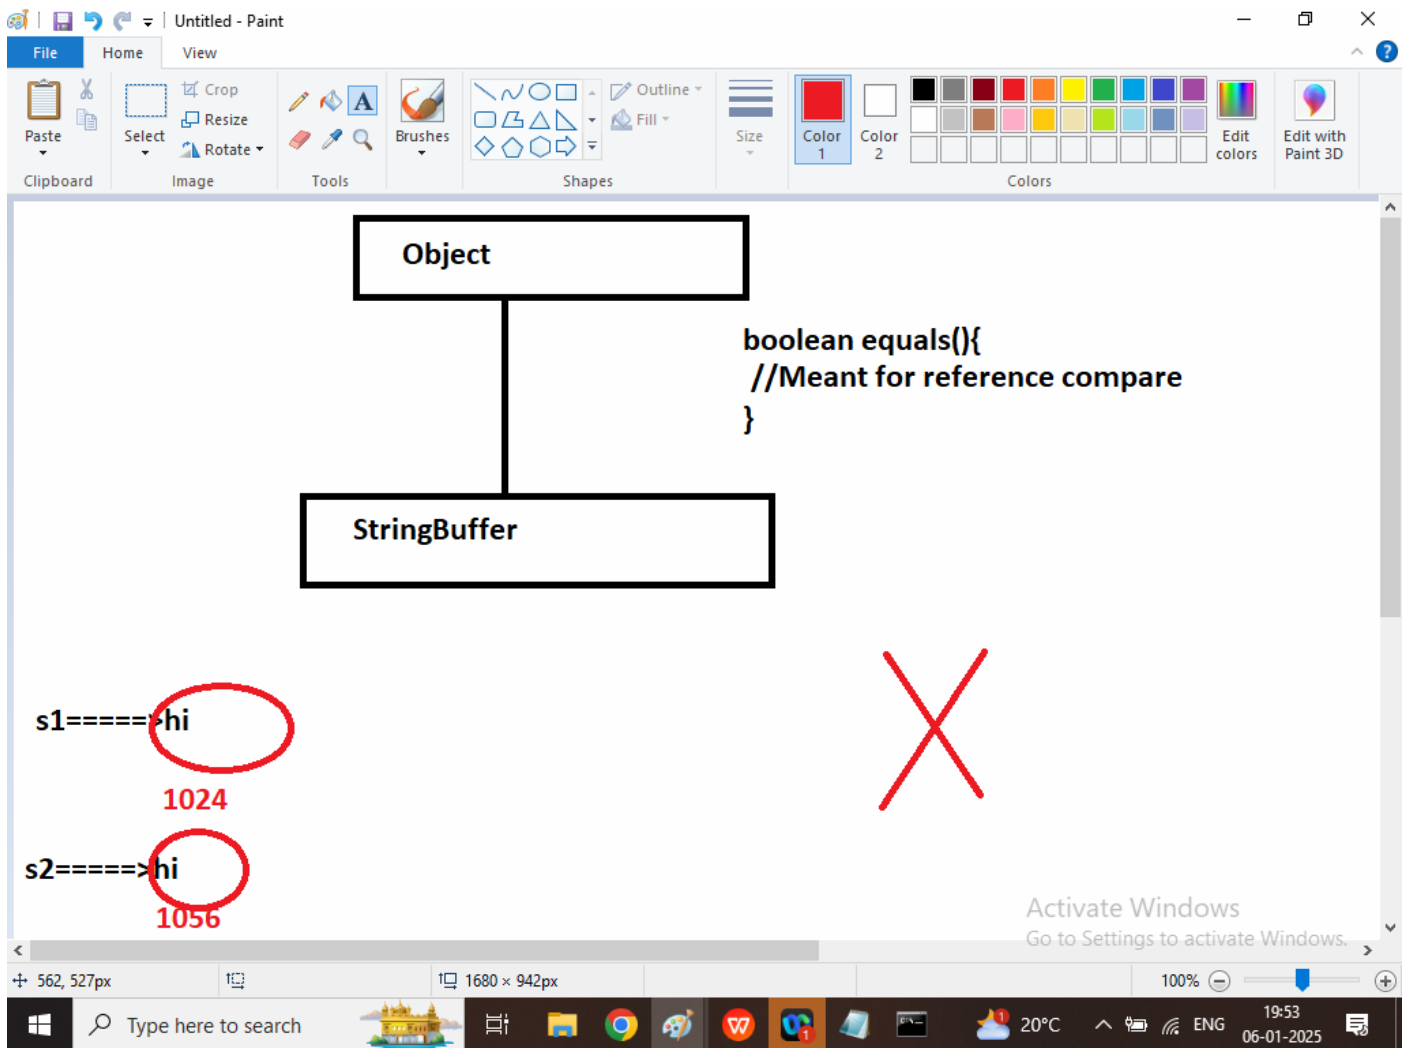 Untitled - Paint
File Home View
Paste
Clipboard
Select
Crop
Resize
Rotate
Image
Tools
Brushes
Shapes
Outline
Fill
Size
Color 1
Color 2
Colors
Edit colors
Edit with Paint 3D
Object
boolean equals(){
//Meant for reference compare
}
StringBuffer
s1=====>hi
1024
s2=====>hi
1056
Activate Windows
Go to Settings to activate Windows.
562, 527px
1680 × 942px
100%
Type here to search
1
1
20°C
ENG
19:53
06-01-2025